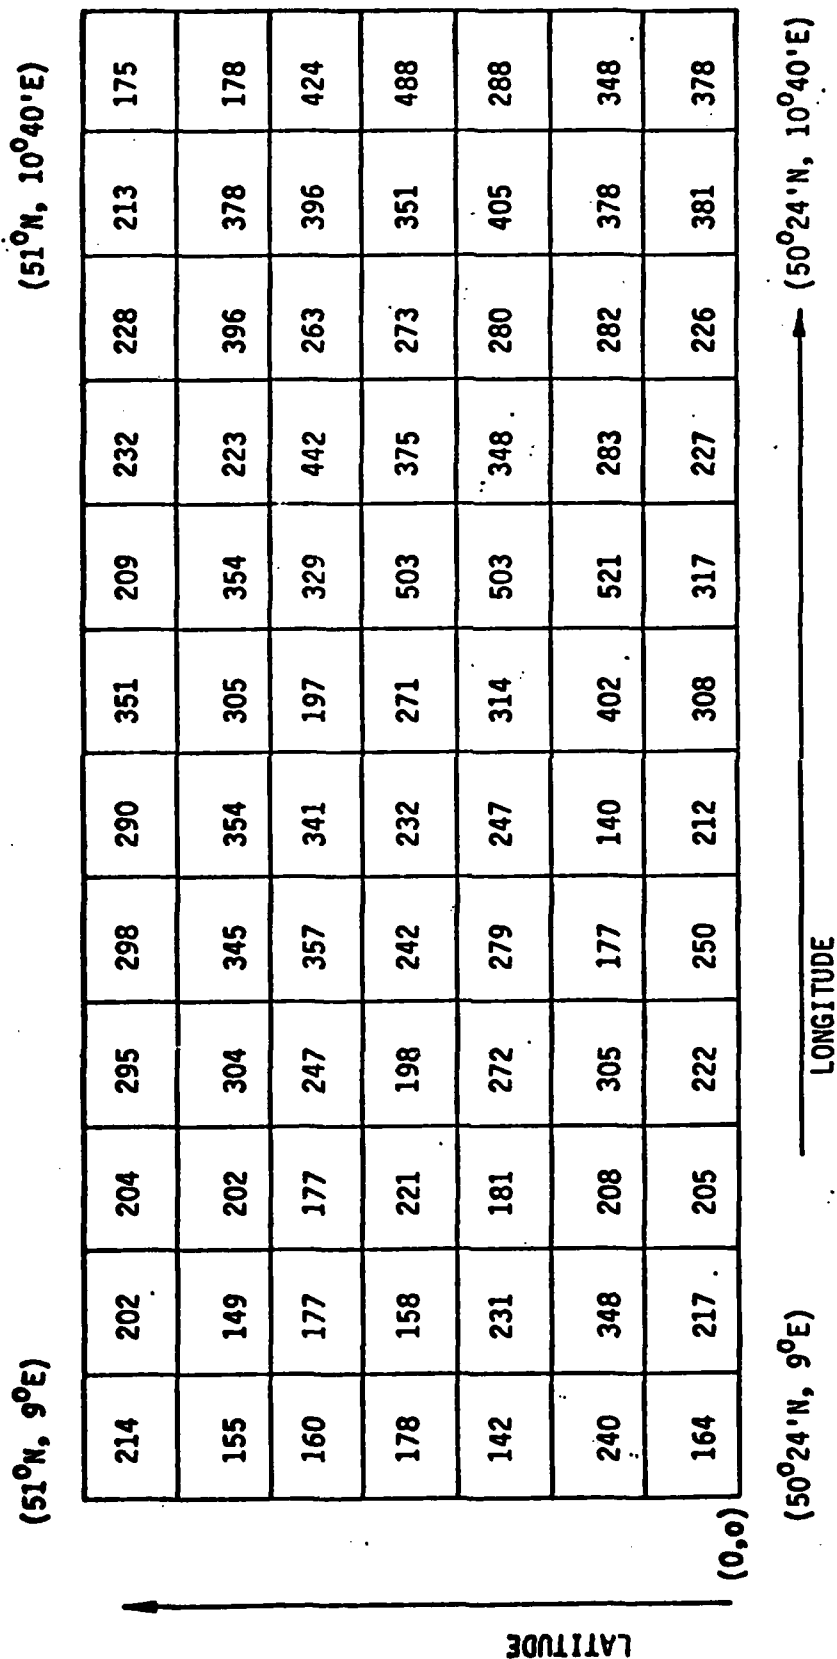 (51°N, 9°E) (51°N, 10°40'E)
214 202 204 295 298 290 351 209 232 228 213 175
155 149 202 304 345 354 305 354 223 396 378 178
160 177 177 247 357 341 197 329 442 263 396 424
178 158 221 198 242 232 271 503 375 273 351 488
142 231 181 272 279 247 314 503 348 280 405 288
240 348 208 305 177 140 402 521 283 282 378 348
164 217 205 222 250 212 308 317 227 226 381 378
(0,0)
(50°24'N, 9°E) (50°24'N, 10°40'E)
LONGITUDE
LATITUDE